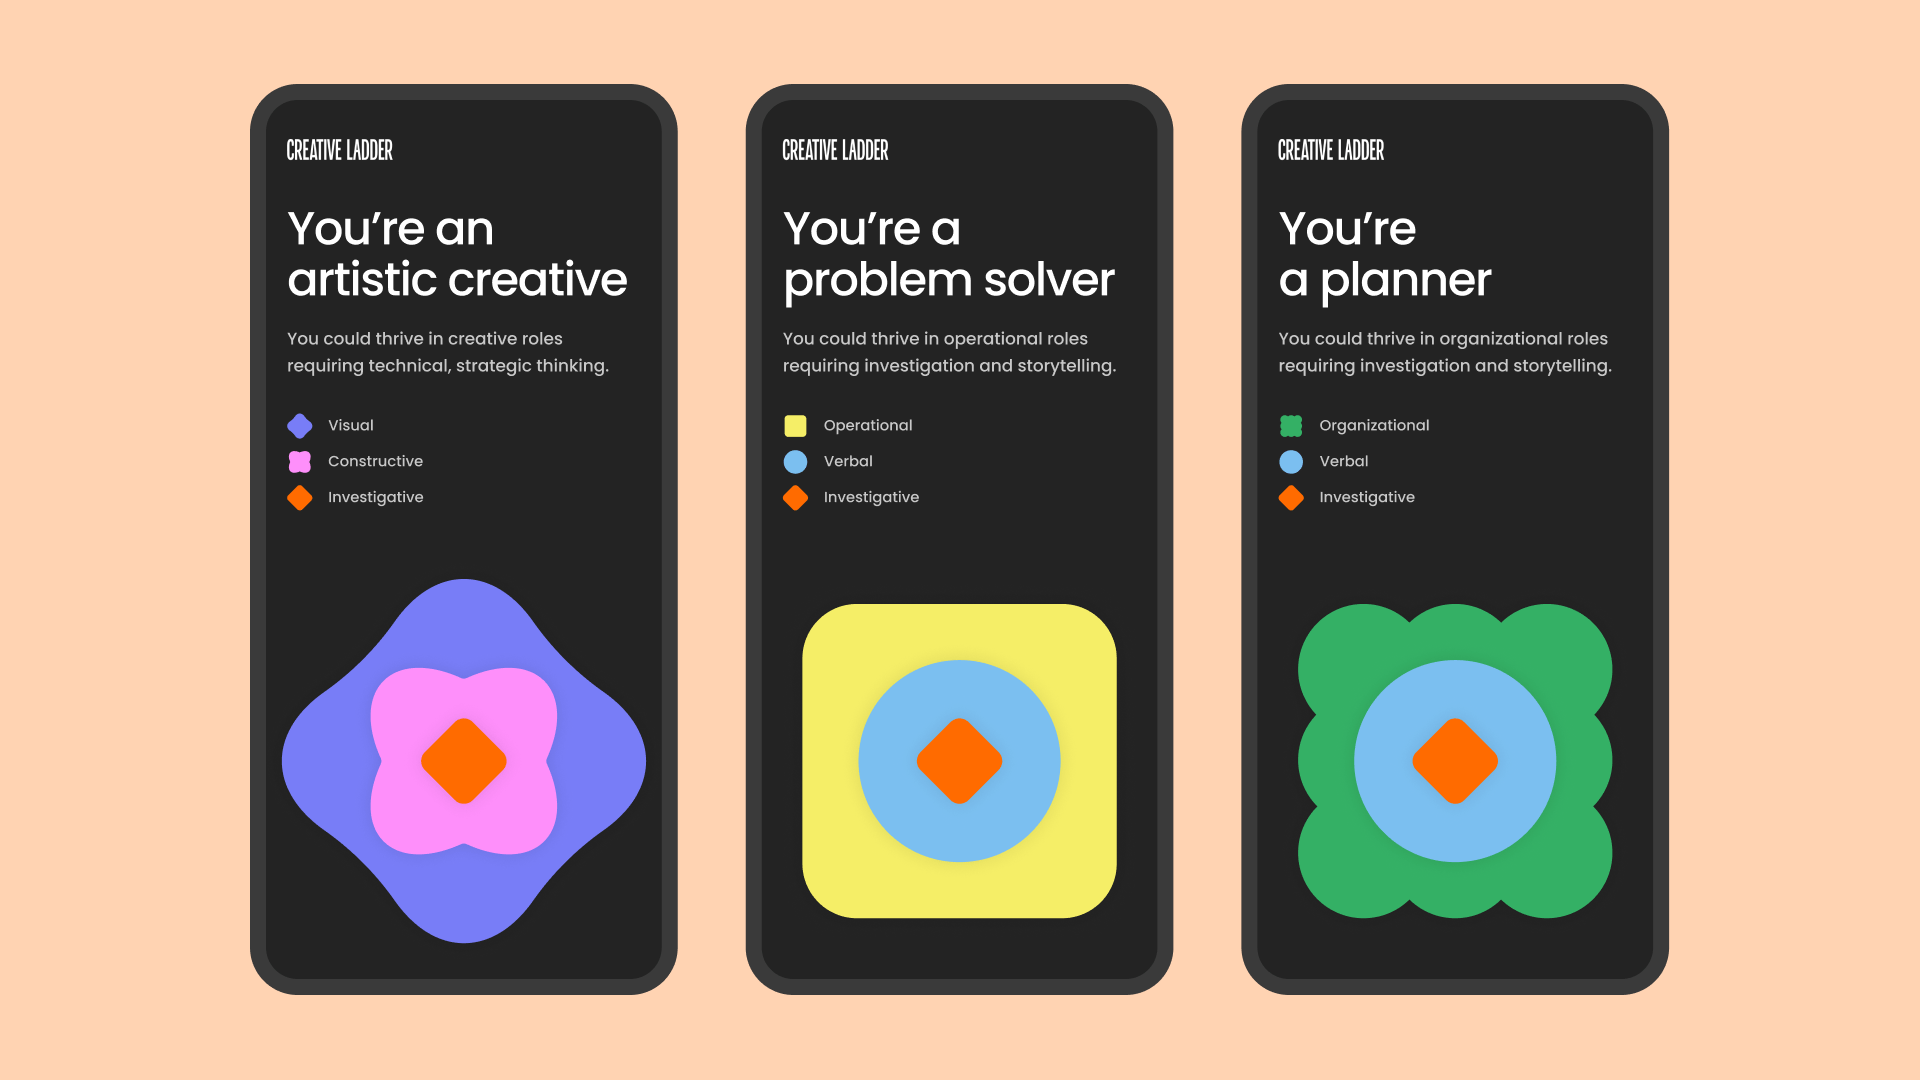 CREATIVE LADDER
You’re an
artistic creative
You could thrive in creative roles
requiring technical, strategic thinking.
Visual
Constructive
Investigative
CREATIVE LADDER
You’re a
problem solver
You could thrive in operational roles
requiring investigation and storytelling.
Operational
Verbal
Investigative
CREATIVE LADDER
You’re
a planner
You could thrive in organizational roles
requiring investigation and storytelling.
Organizational
Verbal
Investigative